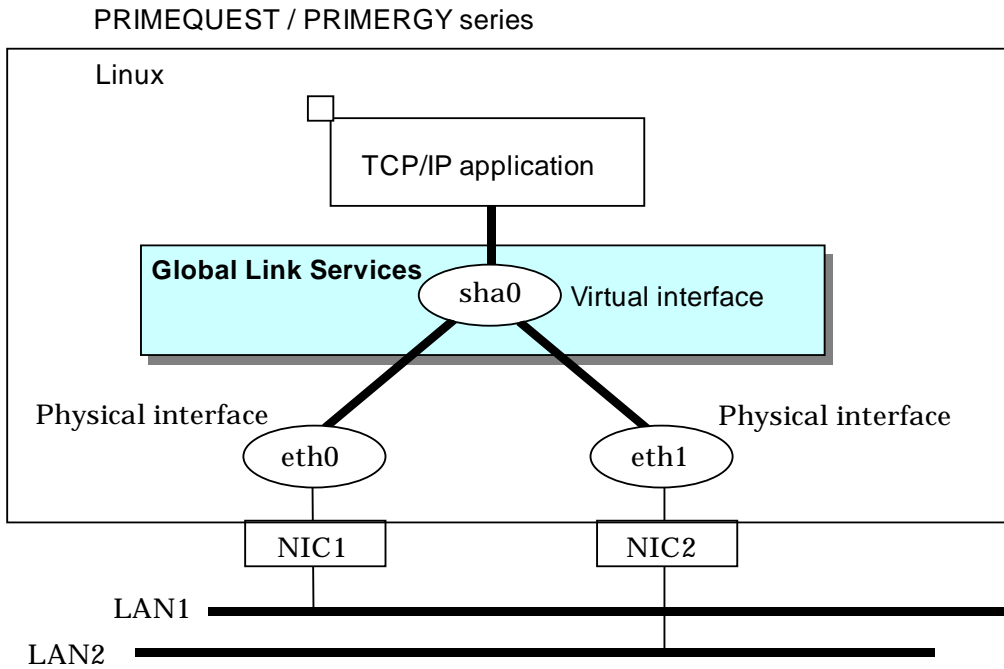 PRIMEQUEST / PRIMERGY series
Linux
TCP/IP application
Global Link Services
sha0
Virtual interface
Physical interface
Physical interface
eth0
eth1
NIC1
NIC2
LAN1
LAN2